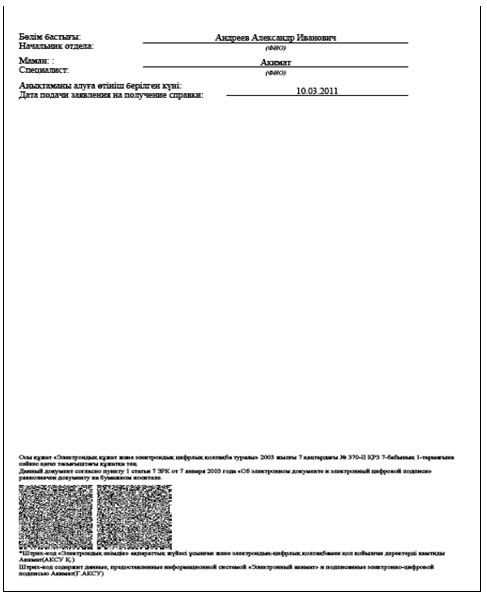 Бөлім бастығы:
Начальник отдела: Андреев Александр Иванович
(ФИО)
Маман: :
Специалист: Акимат
(ФИО)
Анықтаманы алуға өтініш берілген күні:
Дата подачи заявления на получение справки: 10.03.2011
Осы құжат «Электрондық құжат және электрондық цифрлық қолтаңба туралы» 2003 жылғы 7 қаңтардағы № 370-II ҚРЗ 7-бабының 1-тармағына
сәйкес қағаз тасығыштағы құжатқа тең.
Данный документ согласно пункту 1 статьи 7 ЗРК от 7 января 2003 года «Об электронном документе и электронной цифровой подписи»
равнозначен документу на бумажном носителе.
*Штрих-код «Электрондық әкімдік» ақпараттық жүйесі ұсынған және электрондық-цифрлық қолтаңбамен қол қойылған деректерді қамтиды
Акимат(АКСУ Қ.)
Штрих-код содержит данные, предоставленные информационной системой «Электронный акимат» и подписанные электронно-цифровой
подписью Акимат(Г.АКСУ)